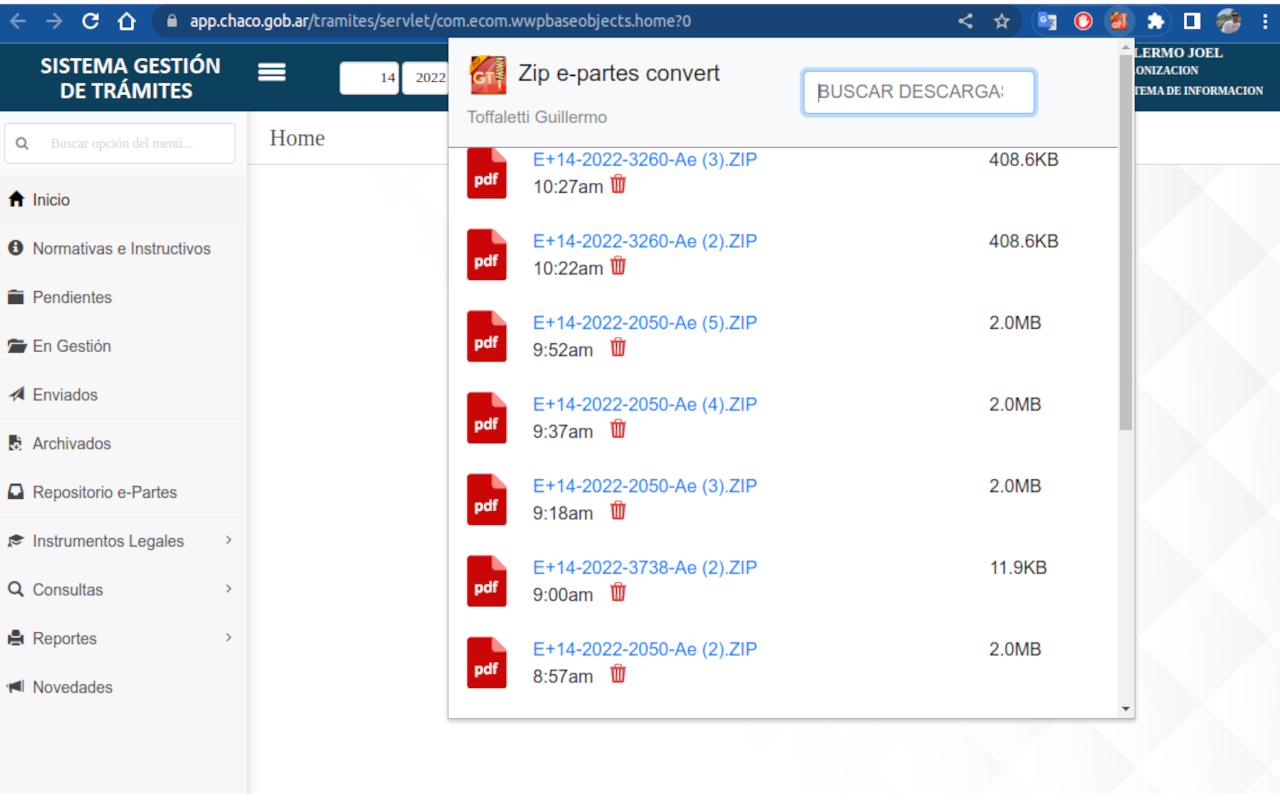 app.chaco.gob.ar/tramites/servlet/com.ecom.wwpbaseobjects.home?0
SISTEMA GESTIÓN
DE TRÁMITES
14
2022
JOEL
TEMA DE INFORMACION
Buscar opción del menú...
Home
Inicio
Normativas e Instructivos
Pendientes
En Gestión
Enviados
Archivados
Repositorio e-Partes
Instrumentos Legales
Consultas
Reportes
Novedades
GT
Zip e-partes convert
BUSCAR DESCARGAS
Toffaletti Guillermo
pdf
E+14-2022-3260-Ae (3).ZIP
408.6KB
10:27am
pdf
E+14-2022-3260-Ae (2).ZIP
408.6KB
10:22am
pdf
E+14-2022-2050-Ae (5).ZIP
2.0MB
9:52am
pdf
E+14-2022-2050-Ae (4).ZIP
2.0MB
9:37am
pdf
E+14-2022-2050-Ae (3).ZIP
2.0MB
9:18am
pdf
E+14-2022-3738-Ae (2).ZIP
11.9KB
9:00am
pdf
E+14-2022-2050-Ae (2).ZIP
2.0MB
8:57am